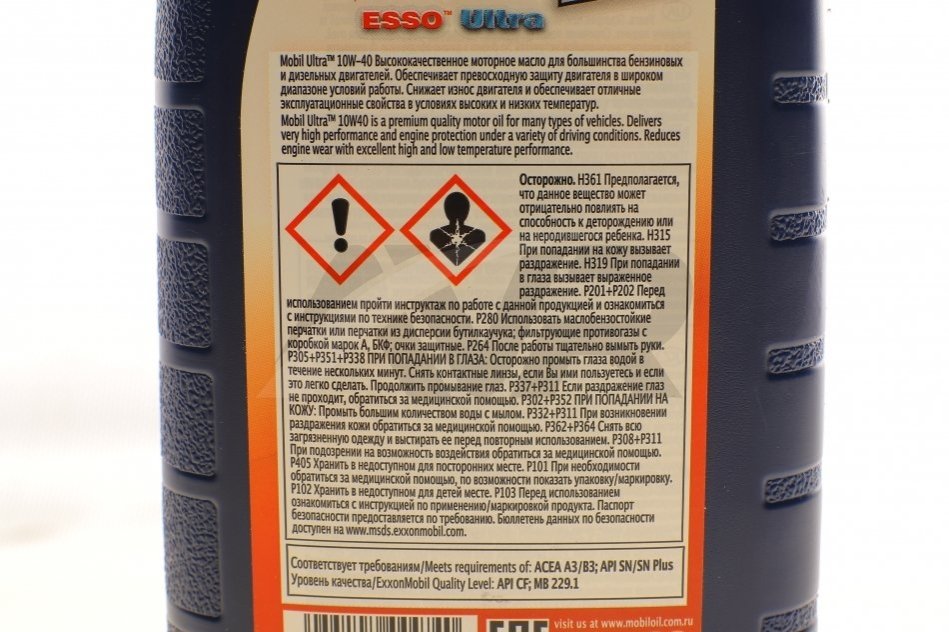 ESSO™ Ultra
Mobil Ultra™ 10W-40 Высококачественное моторное масло для большинства бензиновых
и дизельных двигателей. Обеспечивает превосходную защиту двигателя в широком
диапазоне условий работы. Снижает износ двигателя и обеспечивает отличные
эксплуатационные свойства в условиях высоких и низких температур.
Mobil Ultra™ 10W40 is a premium quality motor oil for many types of vehicles. Delivers
very high performance and engine protection under a variety of driving conditions. Reduces
engine wear with excellent high and low temperature performance.
Осторожно. H361 Предполагается,
что данное вещество может
отрицательно повлиять на
способность к деторождению или
на неродившегося ребенка. H315
При попадании на кожу вызывает
раздражение. H319 При попадании
в глаза вызывает выраженное
раздражение. P201+P202 Перед
использованием пройти инструктаж по работе с данной продукцией и ознакомиться
с инструкциями по технике безопасности. P280 Использовать маслобензостойкие
перчатки или перчатки из дисперсии бутилкаучука; фильтрующие противогазы с
коробкой марок А, БКФ; очки защитные. P264 После работы тщательно вымыть руки.
P305+P351+P338 ПРИ ПОПАДАНИИ В ГЛАЗА: Осторожно промыть глаза водой в
течение нескольких минут. Снять контактные линзы, если Вы ими пользуетесь и если
это легко сделать. Продолжить промывание глаз. P337+P311 Если раздражение глаз
не проходит, обратиться за медицинской помощью. P302+P352 ПРИ ПОПАДАНИИ НА
КОЖУ: Промыть большим количеством воды с мылом. P332+P311 При возникновении
раздражения кожи обратиться за медицинской помощью. P362+P364 Снять всю
загрязненную одежду и выстирать ее перед повторным использованием. P308+P311
При подозрении на возможность воздействия обратиться за медицинской помощью.
P405 Хранить в недоступном для посторонних месте. P101 При необходимости
обратиться за медицинской помощью, по возможности показать упаковку/маркировку.
P102 Хранить в недоступном для детей месте. P103 Перед использованием
ознакомиться с инструкцией по применению/маркировкой продукта. Паспорт
безопасности предоставляется по требованию. Бюллетень данных по безопасности
доступен на www.msds.exxonmobil.com.
Соответствует требованиям/Meets requirements of: ACEA A3/B3; API SN/SN Plus
Уровень качества/ExxonMobil Quality Level: API CF; MB 229.1
visit us at www.mobiloil.com.ru